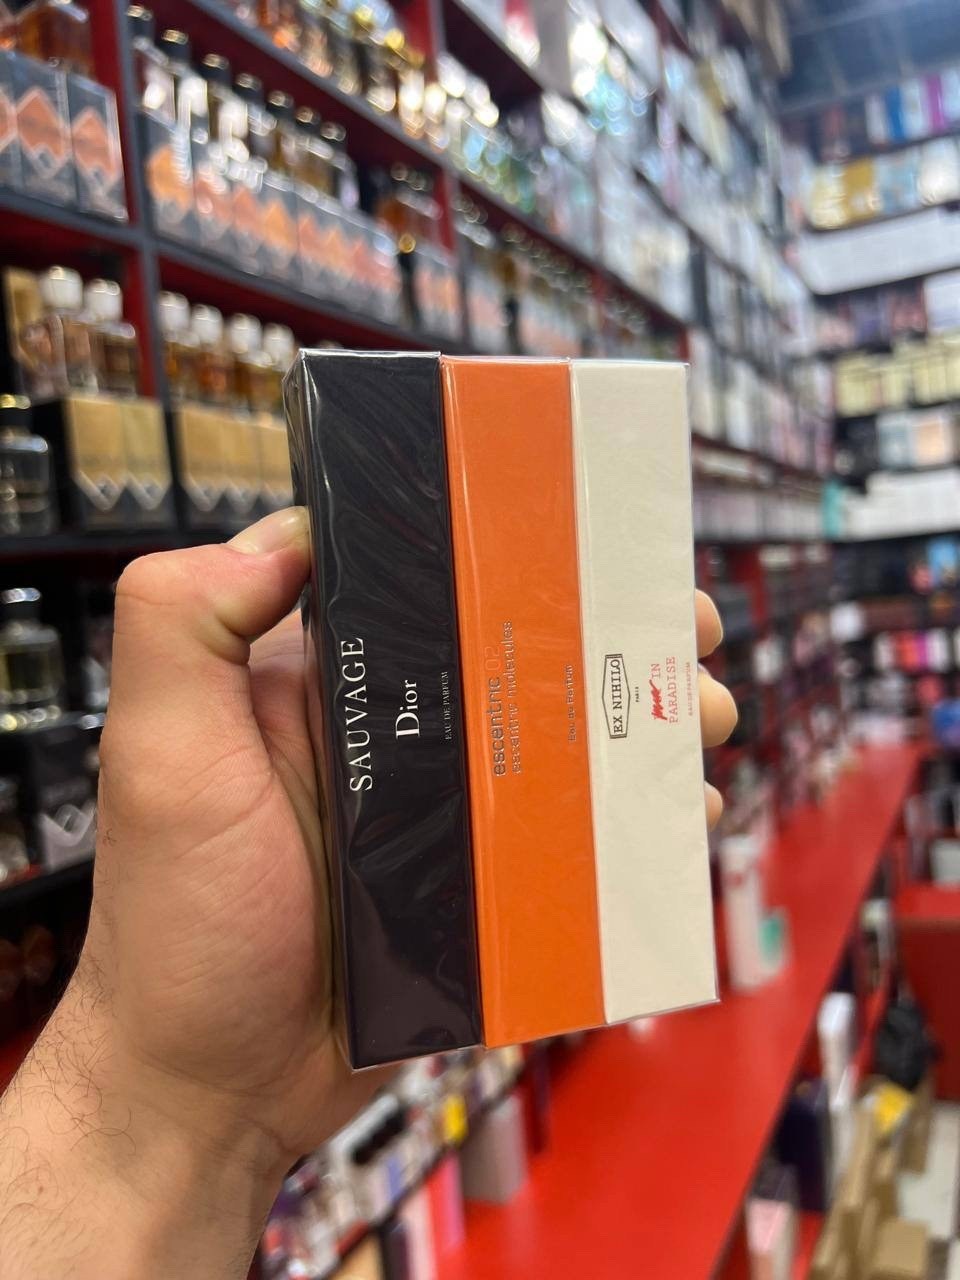 SAUVAGE
Dior
EAU DE PARFUM
escentric 02
escentric molecules
Eau de Parfum
EX NIHILO
PARIS
IN
PARADISE
EAU DE PARFUM